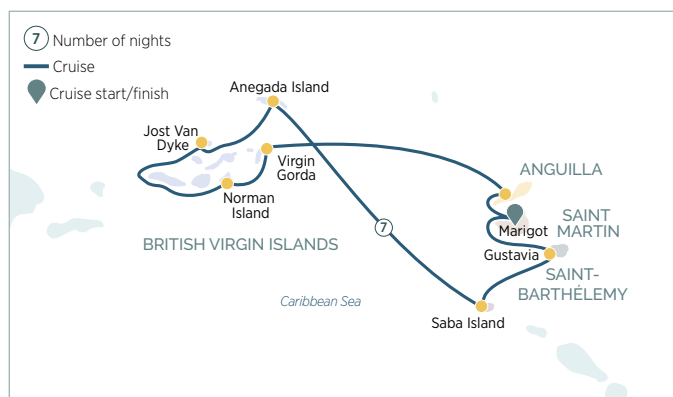 7 Number of nights
Cruise
Cruise start/finish
Anegada Island
Jost Van
Dyke
Virgin
Gorda
Norman
Island
ANGUILLA
Marigot
SAINT
MARTIN
Gustavia
BRITISH VIRGIN ISLANDS
7
SAINT-
BARTHÉLEMY
Caribbean Sea
Saba Island